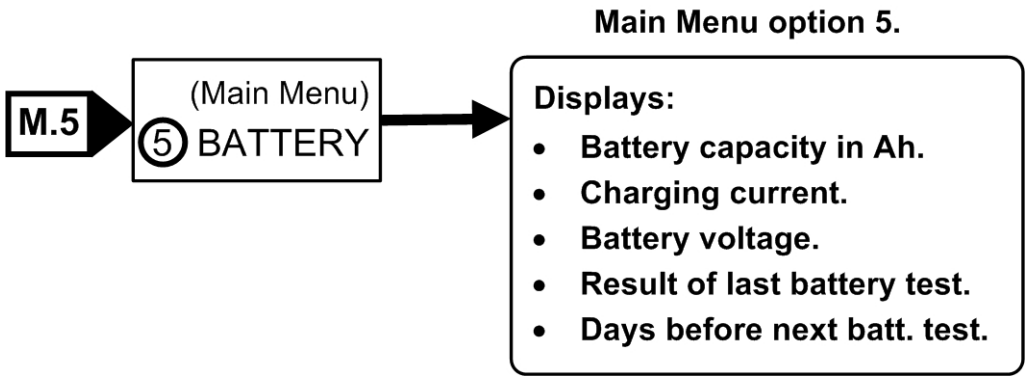 Main Menu option 5.
M.5
(Main Menu)
5 BATTERY
Displays:
• Battery capacity in Ah.
• Charging current.
• Battery voltage.
• Result of last battery test.
• Days before next batt. test.